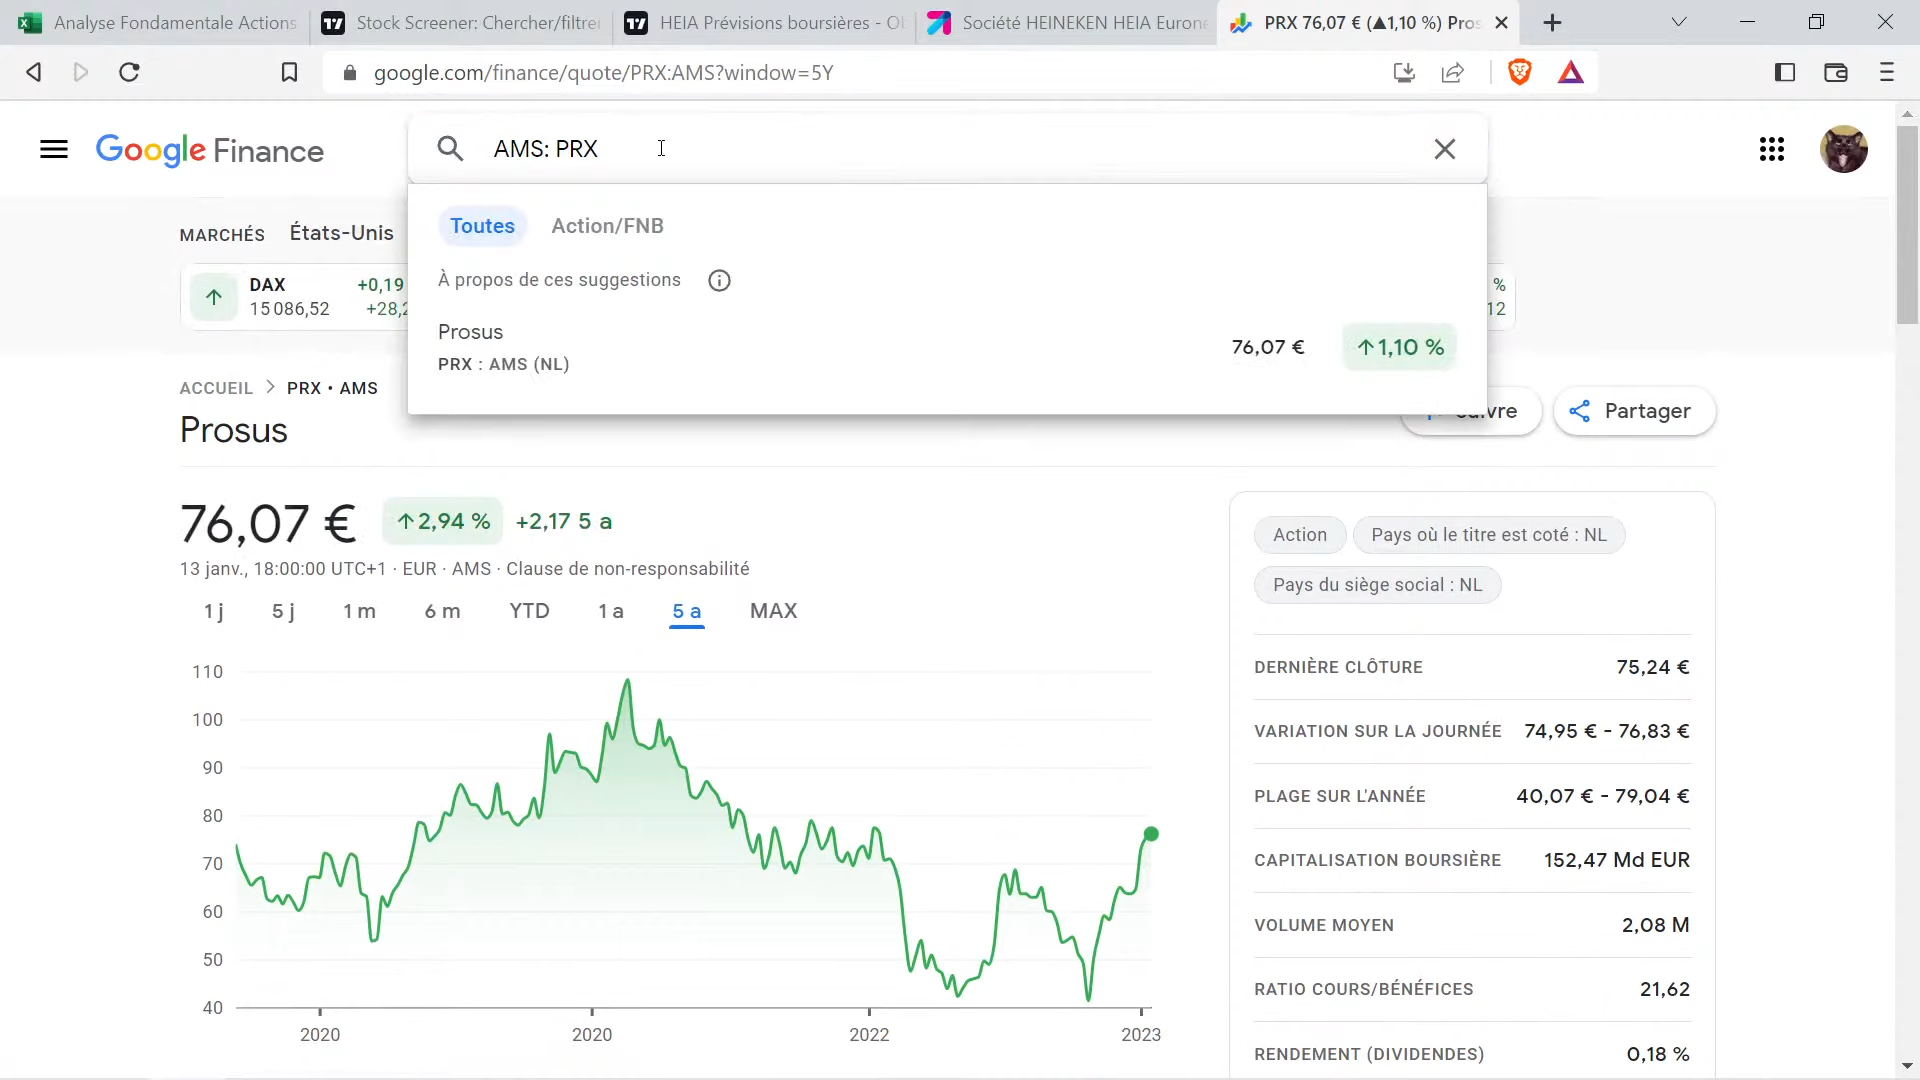 Analyse Fondamentale Actions
Stock Screener: Chercher/filtre
HEIA Prévisions boursières - O
Société HEINEKEN HEIA Euron
PRX 76,07 € (▲1,10 %) Pros
google.com/finance/quote/PRX:AMS?window=5Y
Google Finance
AMS: PRX
Toutes
Action/FNB
À propos de ces suggestions
Prosus
PRX : AMS (NL)
76,07 €
↑1,10 %
MARCHÉS
États-Unis
DAX
+0,19
15 086,52
+28,2
%
12
ACCUEIL > PRX • AMS
Prosus
Suivre
Partager
76,07 €
↑2,94 %
+2,17 5 a
13 janv., 18:00:00 UTC+1 · EUR · AMS · Clause de non-responsabilité
1 j
5 j
1 m
6 m
YTD
1 a
5 a
MAX
110
100
90
80
70
60
50
40
2020
2020
2022
2023
Action
Pays où le titre est coté : NL
Pays du siège social : NL
DERNIÈRE CLÔTURE
75,24 €
VARIATION SUR LA JOURNÉE
74,95 € - 76,83 €
PLAGE SUR L'ANNÉE
40,07 € - 79,04 €
CAPITALISATION BOURSIÈRE
152,47 Md EUR
VOLUME MOYEN
2,08 M
RATIO COURS/BÉNÉFICES
21,62
RENDEMENT (DIVIDENDES)
0,18 %